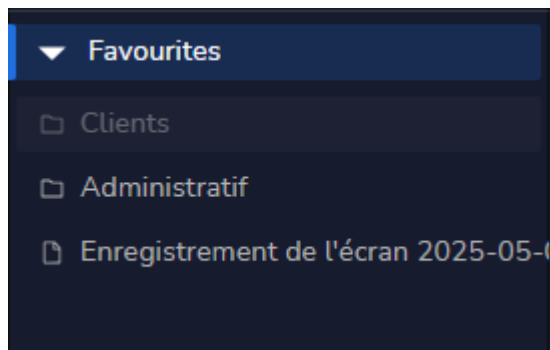 Favourites
Clients
Administratif
Enregistrement de l'écran 2025-05-